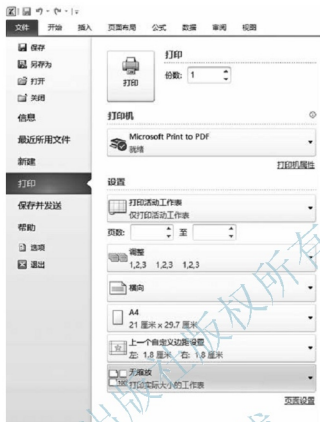 文件 开始 插入 页面布局 公式 数据 审阅 视图
保存
另存为
打开
关闭
信息
最近所用文件
新建
打印
保存并发送
帮助
选项
退出
打印
打印
份数: 1
打印机
Microsoft Print to PDF
就绪
打印机属性
设置
打印活动工作表
仅打印活动工作表
页数: 至
调整
1,2,3 1,2,3 1,2,3
横向
A4
21 厘米 x 29.7 厘米
上一个自定义边距设置
左: 1.8 厘米 右: 1.8 厘米
无缩放
打印实际大小的工作表
页面设置
出版社版权所有